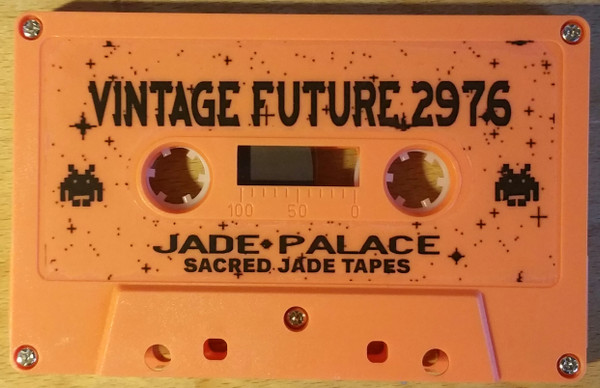 VINTAGE FUTURE 2976
100 50 0
JADE PALACE
SACRED JADE TAPES